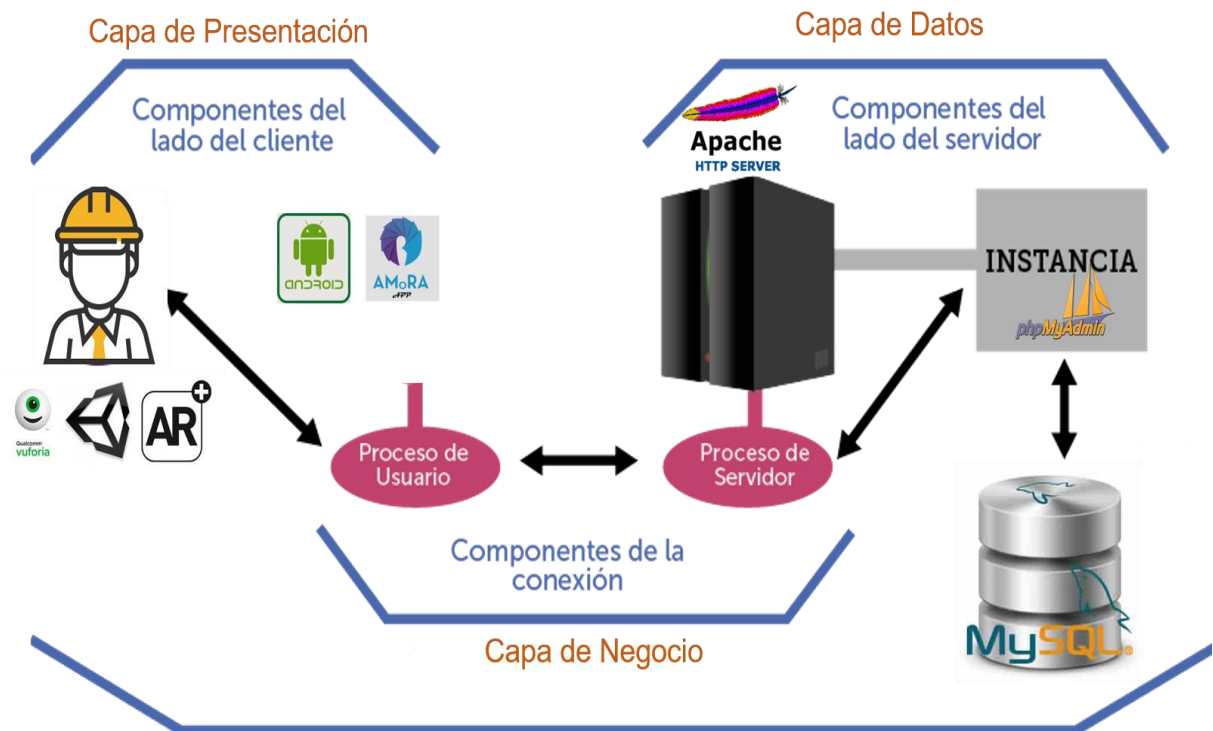 Capa de Presentación
Capa de Datos
Componentes del
lado del cliente
Apache
HTTP SERVER
Componentes del
lado del servidor
ANDROID
AMoRA
APP
INSTANCIA
phpMyAdmin
Qualcomm
vuforia
AR+
Proceso de
Usuario
Proceso de
Servidor
Componentes de la
conexión
Capa de Negocio
MySQL®